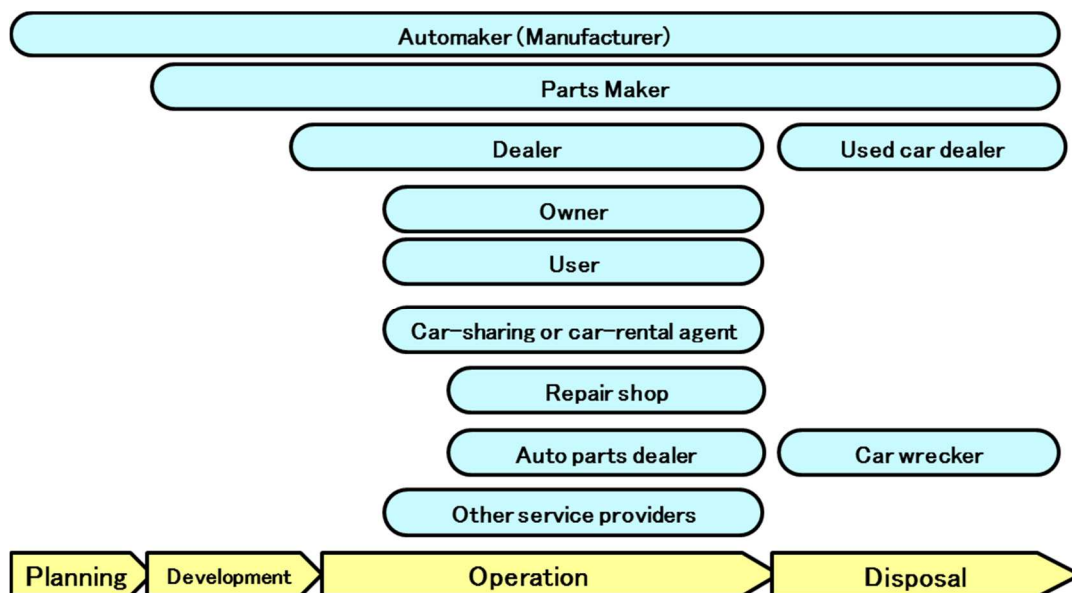 Automaker (Manufacturer)
Parts Maker
Dealer
Used car dealer
Owner
User
Car-sharing or car-rental agent
Repair shop
Auto parts dealer
Car wrecker
Other service providers
Planning
Development
Operation
Disposal